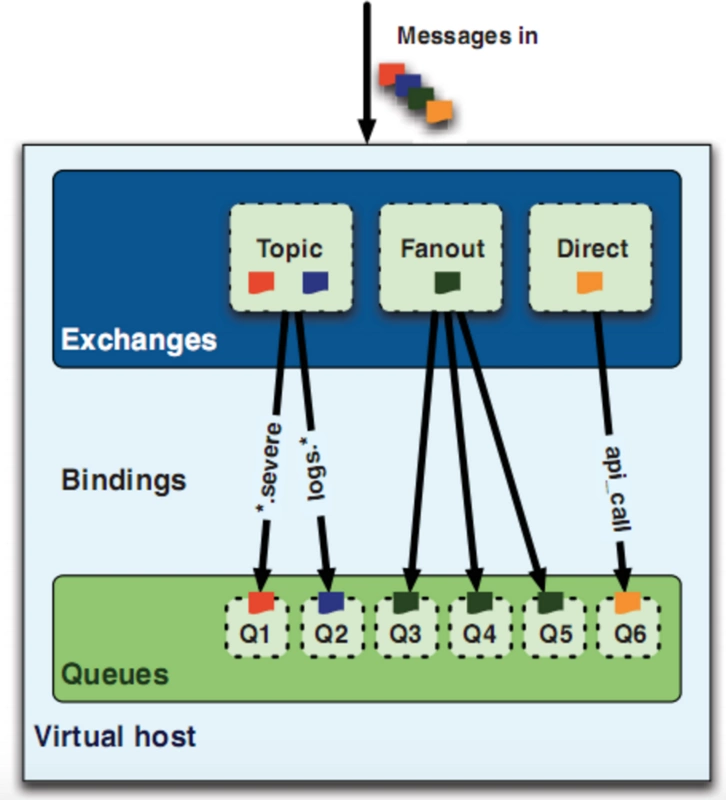 Messages in
Topic
Fanout
Direct
Exchanges
*.severe
logs.*
api_call
Bindings
Q1
Q2
Q3
Q4
Q5
Q6
Queues
Virtual host